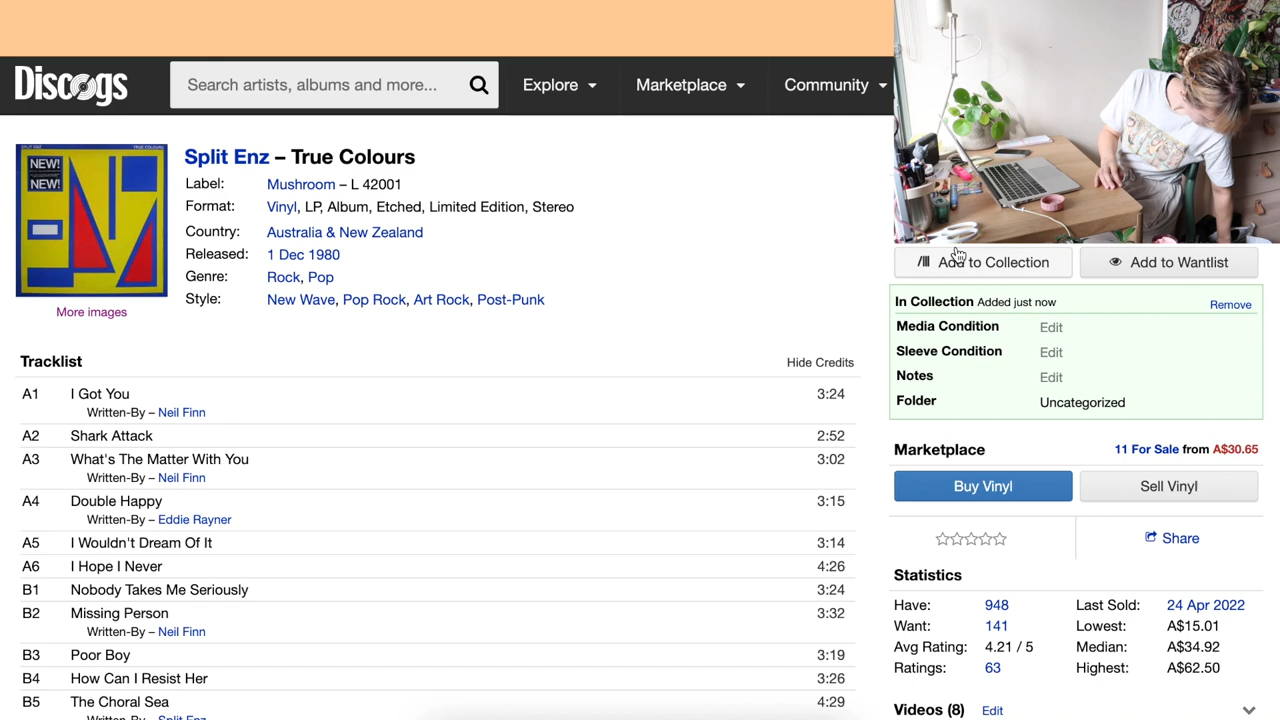 Discogs
Search artists, albums and more...
Explore
Marketplace
Community
NEW!
NEW!
SPLIT ENZ
TRUE COLOURS
More images
Split Enz – True Colours
Label: Mushroom – L 42001
Format: Vinyl, LP, Album, Etched, Limited Edition, Stereo
Country: Australia & New Zealand
Released: 1 Dec 1980
Genre: Rock, Pop
Style: New Wave, Pop Rock, Art Rock, Post-Punk
Tracklist
Hide Credits
A1 I Got You 3:24
Written-By – Neil Finn
A2 Shark Attack 2:52
A3 What's The Matter With You 3:02
Written-By – Neil Finn
A4 Double Happy 3:15
Written-By – Eddie Rayner
A5 I Wouldn't Dream Of It 3:14
A6 I Hope I Never 4:26
B1 Nobody Takes Me Seriously 3:24
B2 Missing Person 3:32
Written-By – Neil Finn
B3 Poor Boy 3:19
B4 How Can I Resist Her 3:26
B5 The Choral Sea 4:29
Written-By – Split Enz
Add to Collection
Add to Wantlist
In Collection Added just now
Remove
Media Condition Edit
Sleeve Condition Edit
Notes Edit
Folder Uncategorized
Marketplace
11 For Sale from A$30.65
Buy Vinyl
Sell Vinyl
Share
Statistics
Have: 948
Want: 141
Avg Rating: 4.21 / 5
Ratings: 63
Last Sold: 24 Apr 2022
Lowest: A$15.01
Median: A$34.92
Highest: A$62.50
Videos (8) Edit